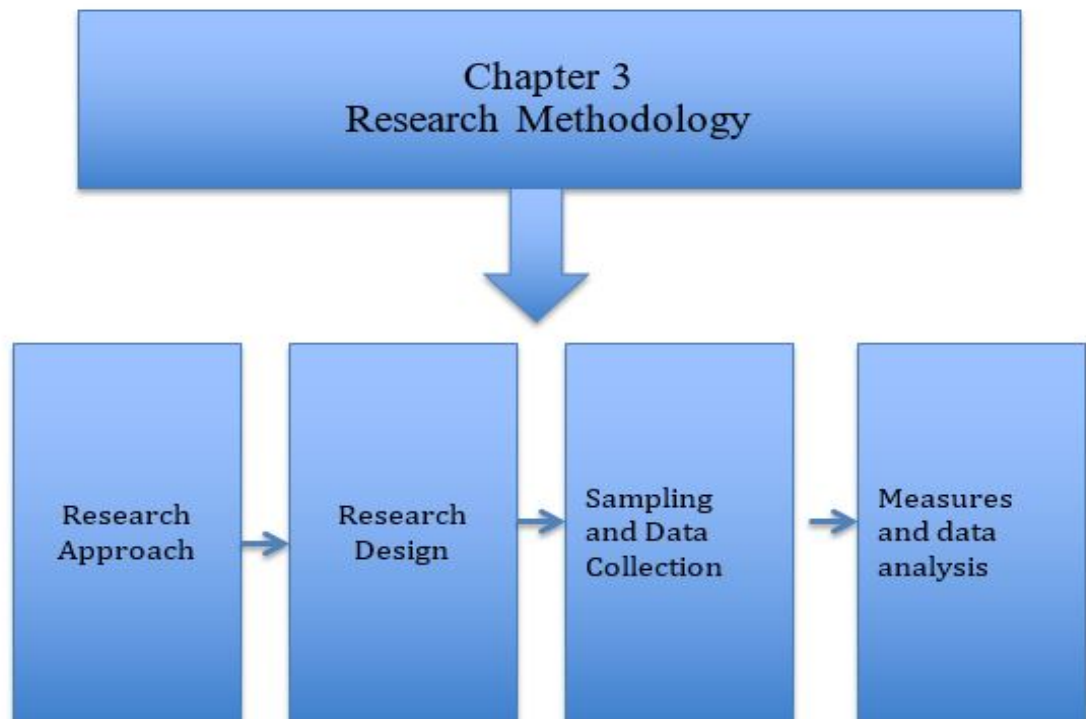 Chapter 3
Research Methodology
Research
Approach
Research
Design
Sampling
and Data
Collection
Measures
and data
analysis